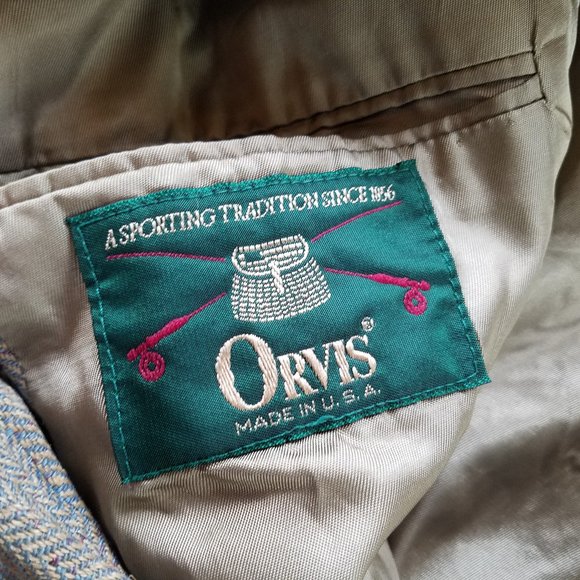 A SPORTING TRADITION SINCE 1856
ORVIS®
MADE IN U.S.A.